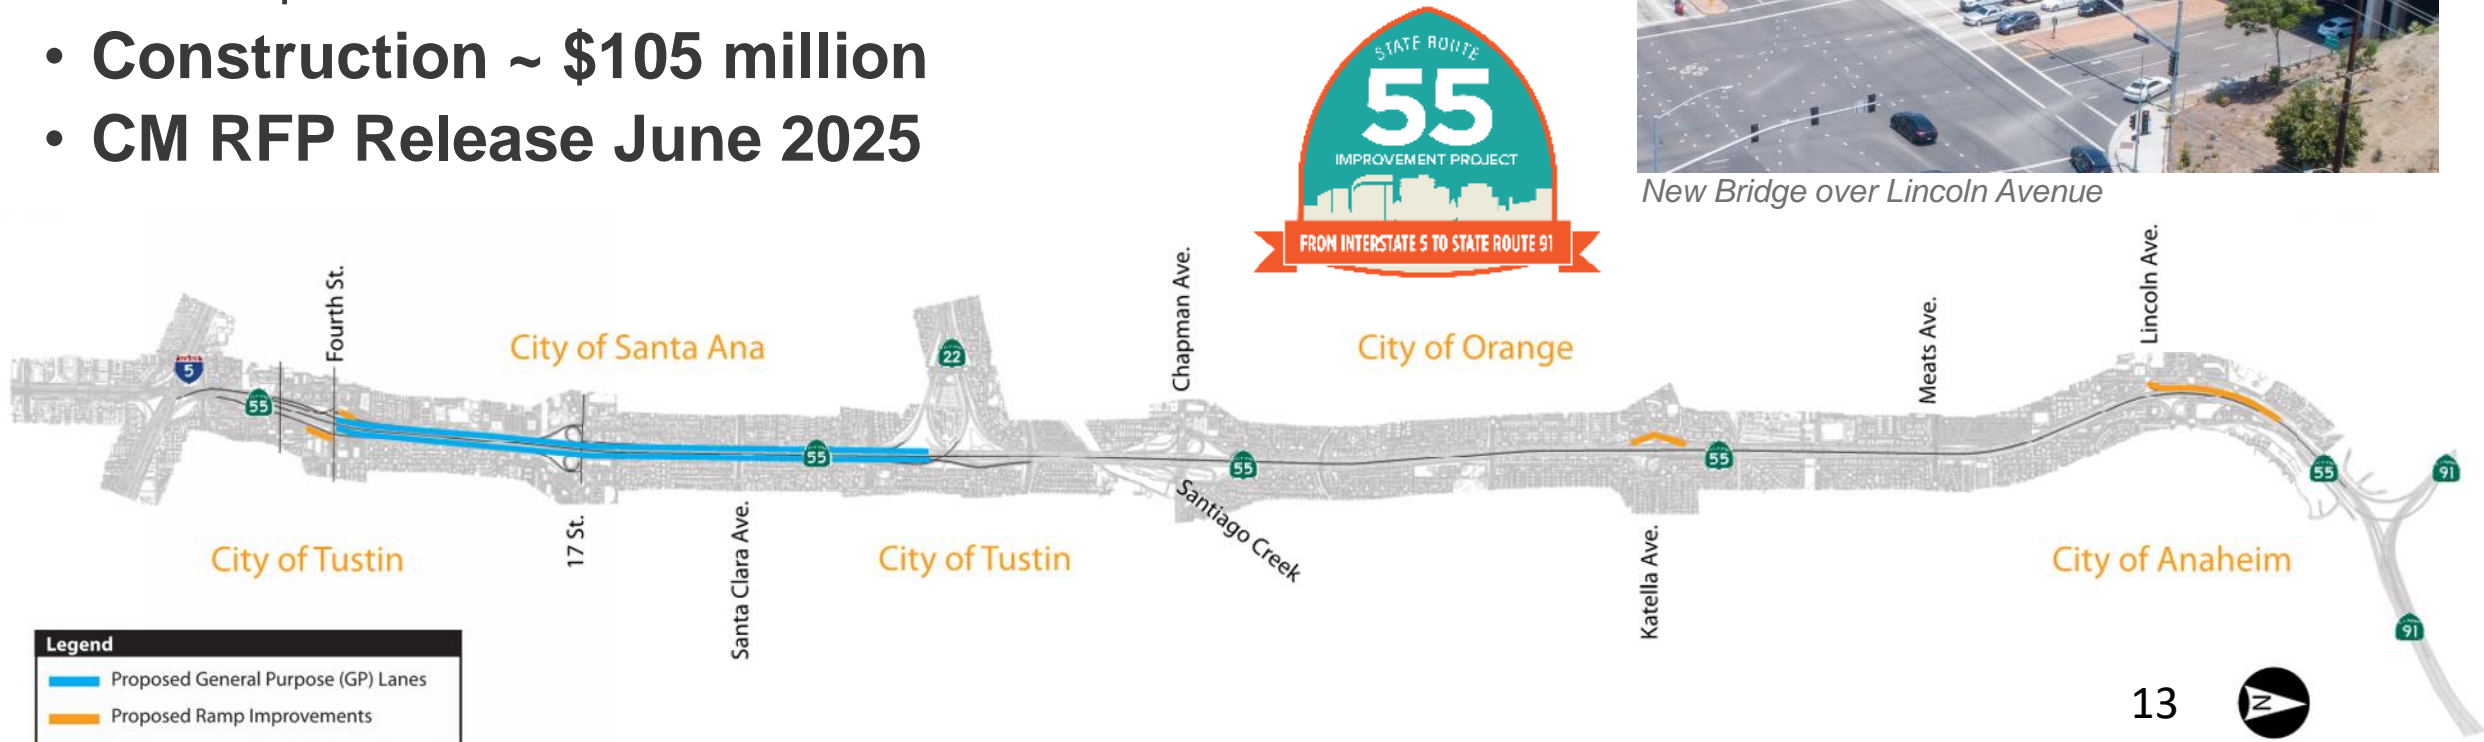 • Construction ~ $105 million
• CM RFP Release June 2025
STATE ROUTE
55
IMPROVEMENT PROJECT
FROM INTERSTATE 5 TO STATE ROUTE 91
New Bridge over Lincoln Avenue
Fourth St.
City of Santa Ana
22
Chapman Ave.
City of Orange
Meats Ave.
Lincoln Ave.
5
55
55
55
55
55
91
City of Tustin
17 St.
Santa Clara Ave.
City of Tustin
Santiago Creek
Katella Ave.
City of Anaheim
91
Legend
Proposed General Purpose (GP) Lanes
Proposed Ramp Improvements
13
N